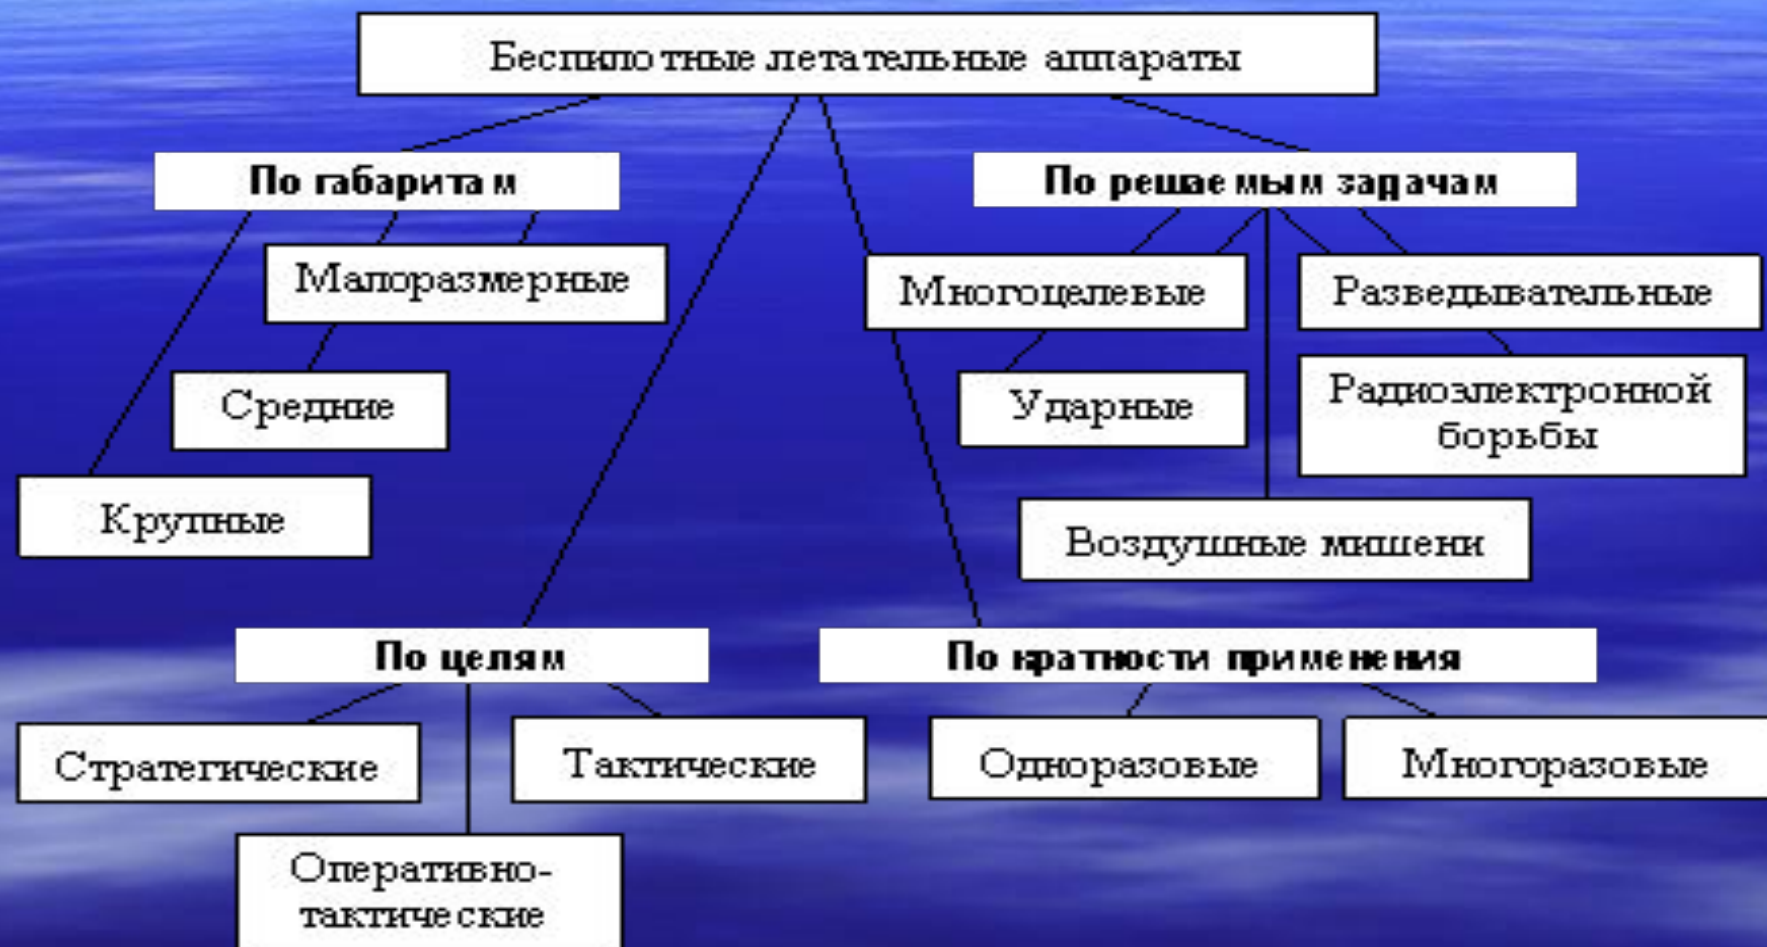 Беспилотные летательные аппараты
По габаритам
По решаемым задачам
Малоразмерные
Многоцелевые
Разведывательные
Средние
Ударные
Радиоэлектронной
борьбы
Крупные
Воздушные мишени
По целям
По кратности применения
Стратегические
Тактические
Одноразовые
Многоразовые
Оперативно-
тактические